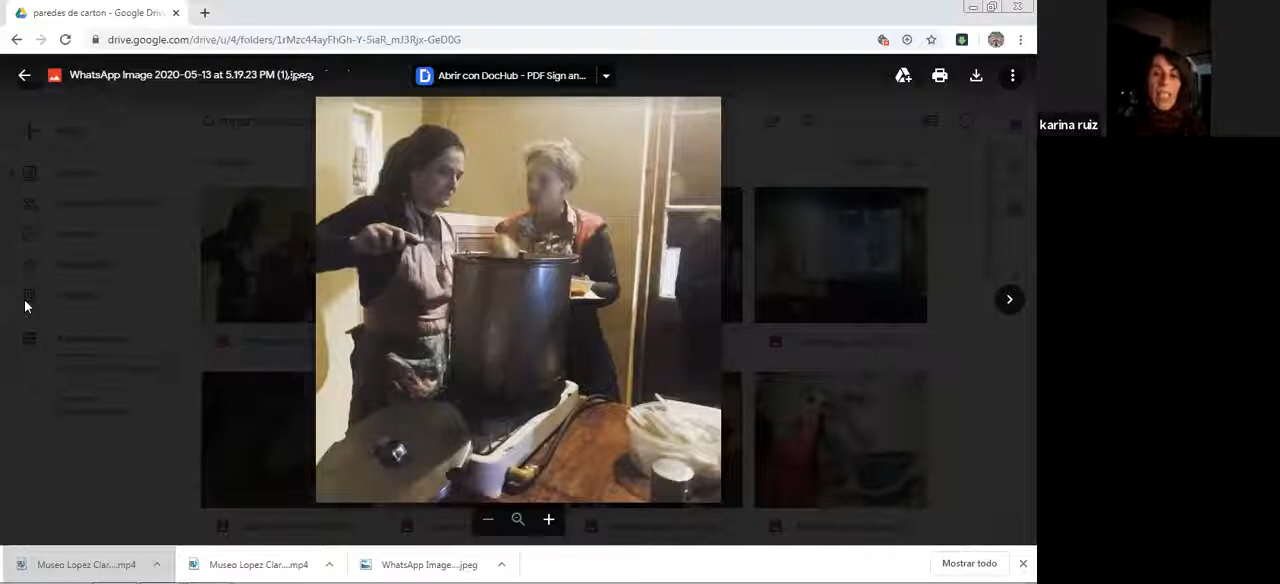 paredes de carton - Google Driv
drive.google.com/drive/u/4/folders/1rMzc44ayFhGh-Y-5iaR_mJ3Rjx-GeD0G
WhatsApp Image 2020-05-13 at 5.19.23 PM (1).jpeg
Abrir con DocHub - PDF Sign an...
karina ruiz
Museo Lopez Clar....mp4
Museo Lopez Clar....mp4
WhatsApp Image....jpeg
Mostrar todo